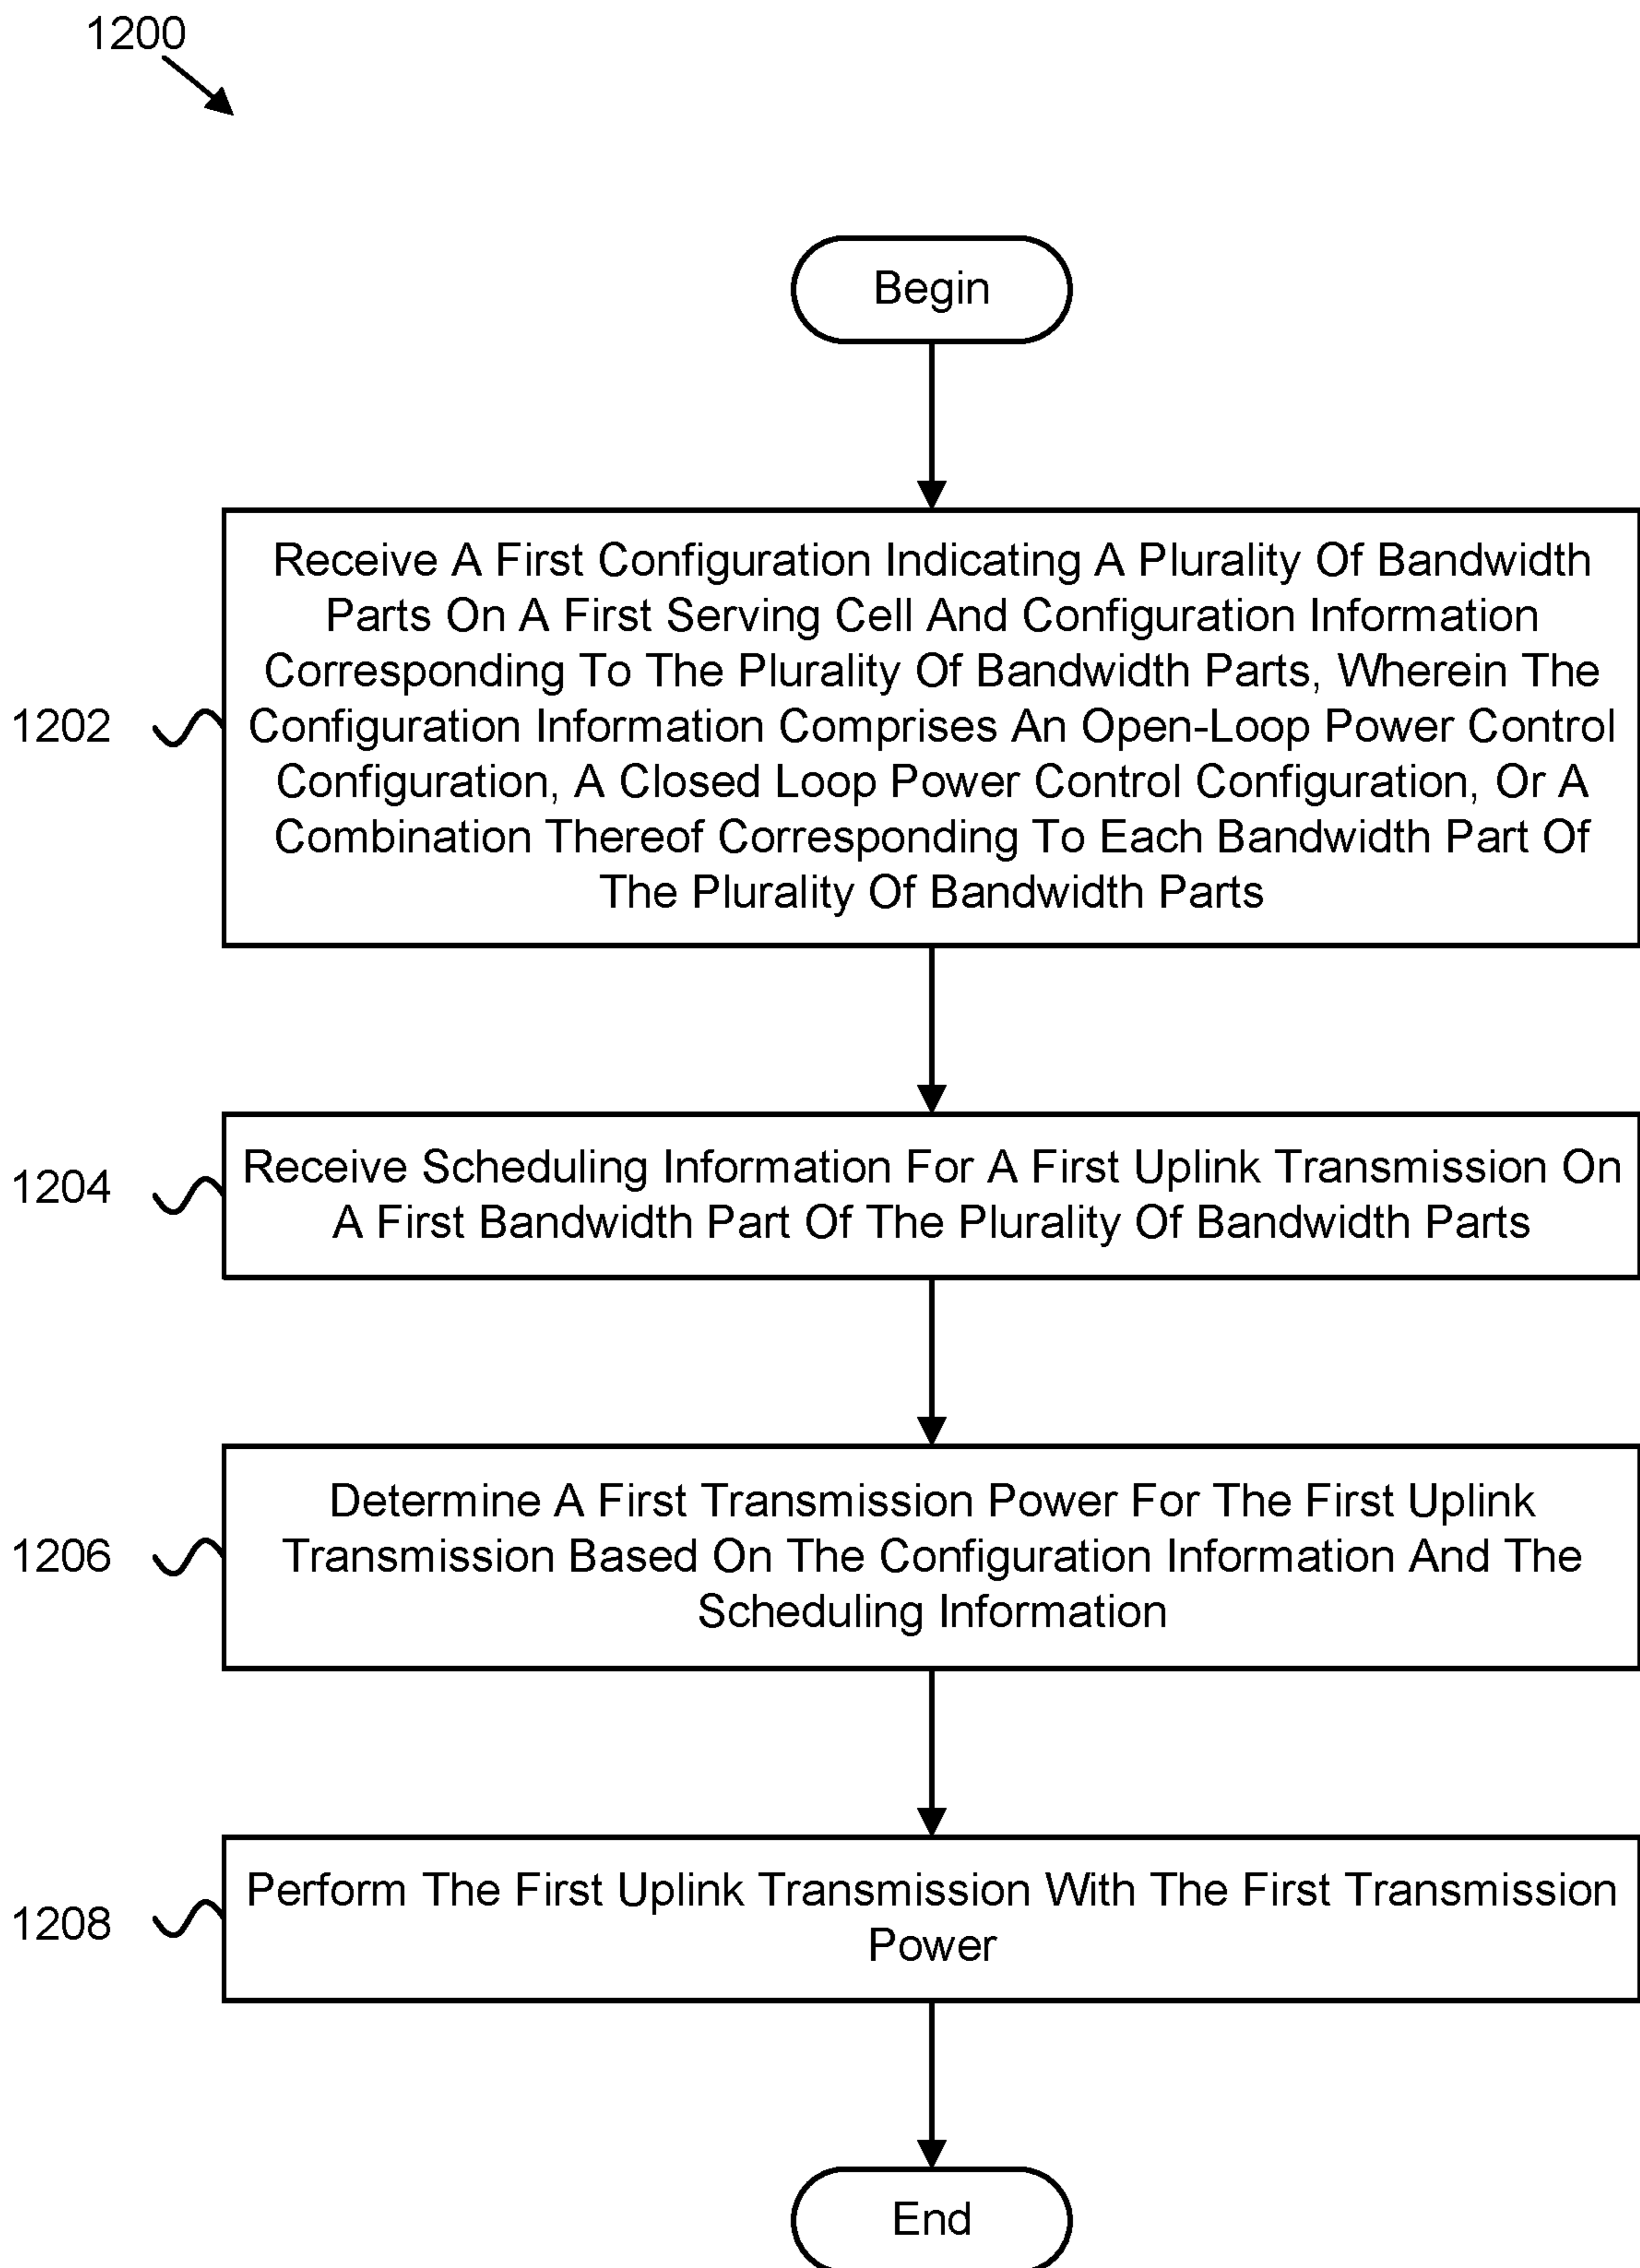 1200
Begin
Receive A First Configuration Indicating A Plurality Of Bandwidth
Parts On A First Serving Cell And Configuration Information
Corresponding To The Plurality Of Bandwidth Parts, Wherein The
Configuration Information Comprises An Open-Loop Power Control
Configuration, A Closed Loop Power Control Configuration, Or A
Combination Thereof Corresponding To Each Bandwidth Part Of
The Plurality Of Bandwidth Parts
1202
Receive Scheduling Information For A First Uplink Transmission On
A First Bandwidth Part Of The Plurality Of Bandwidth Parts
1204
Determine A First Transmission Power For The First Uplink
Transmission Based On The Configuration Information And The
Scheduling Information
1206
Perform The First Uplink Transmission With The First Transmission
Power
1208
End